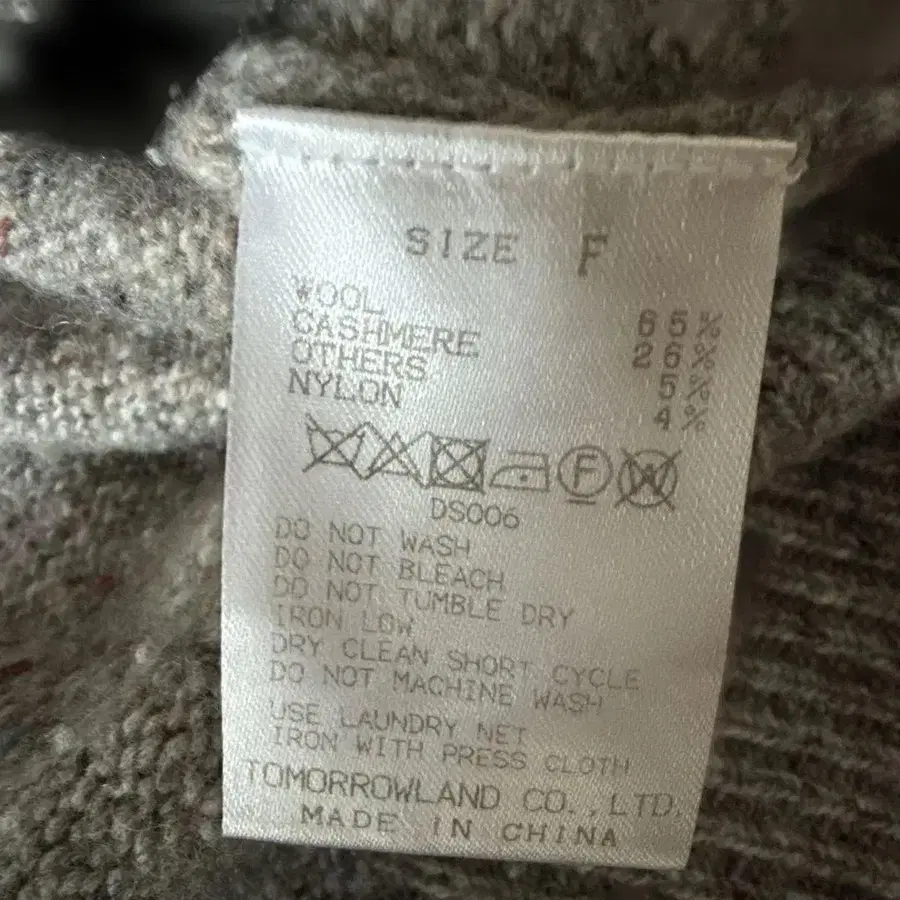 SIZE F
WOOL 65%
CASHMERE 26%
OTHERS 5%
NYLON 4%
F W
DS006
DO NOT WASH
DO NOT BLEACH
DO NOT TUMBLE DRY
IRON LOW
DRY CLEAN SHORT CYCLE
DO NOT MACHINE WASH
USE LAUNDRY NET
IRON WITH PRESS CLOTH
TOMORROWLAND CO.,LTD.
MADE IN CHINA